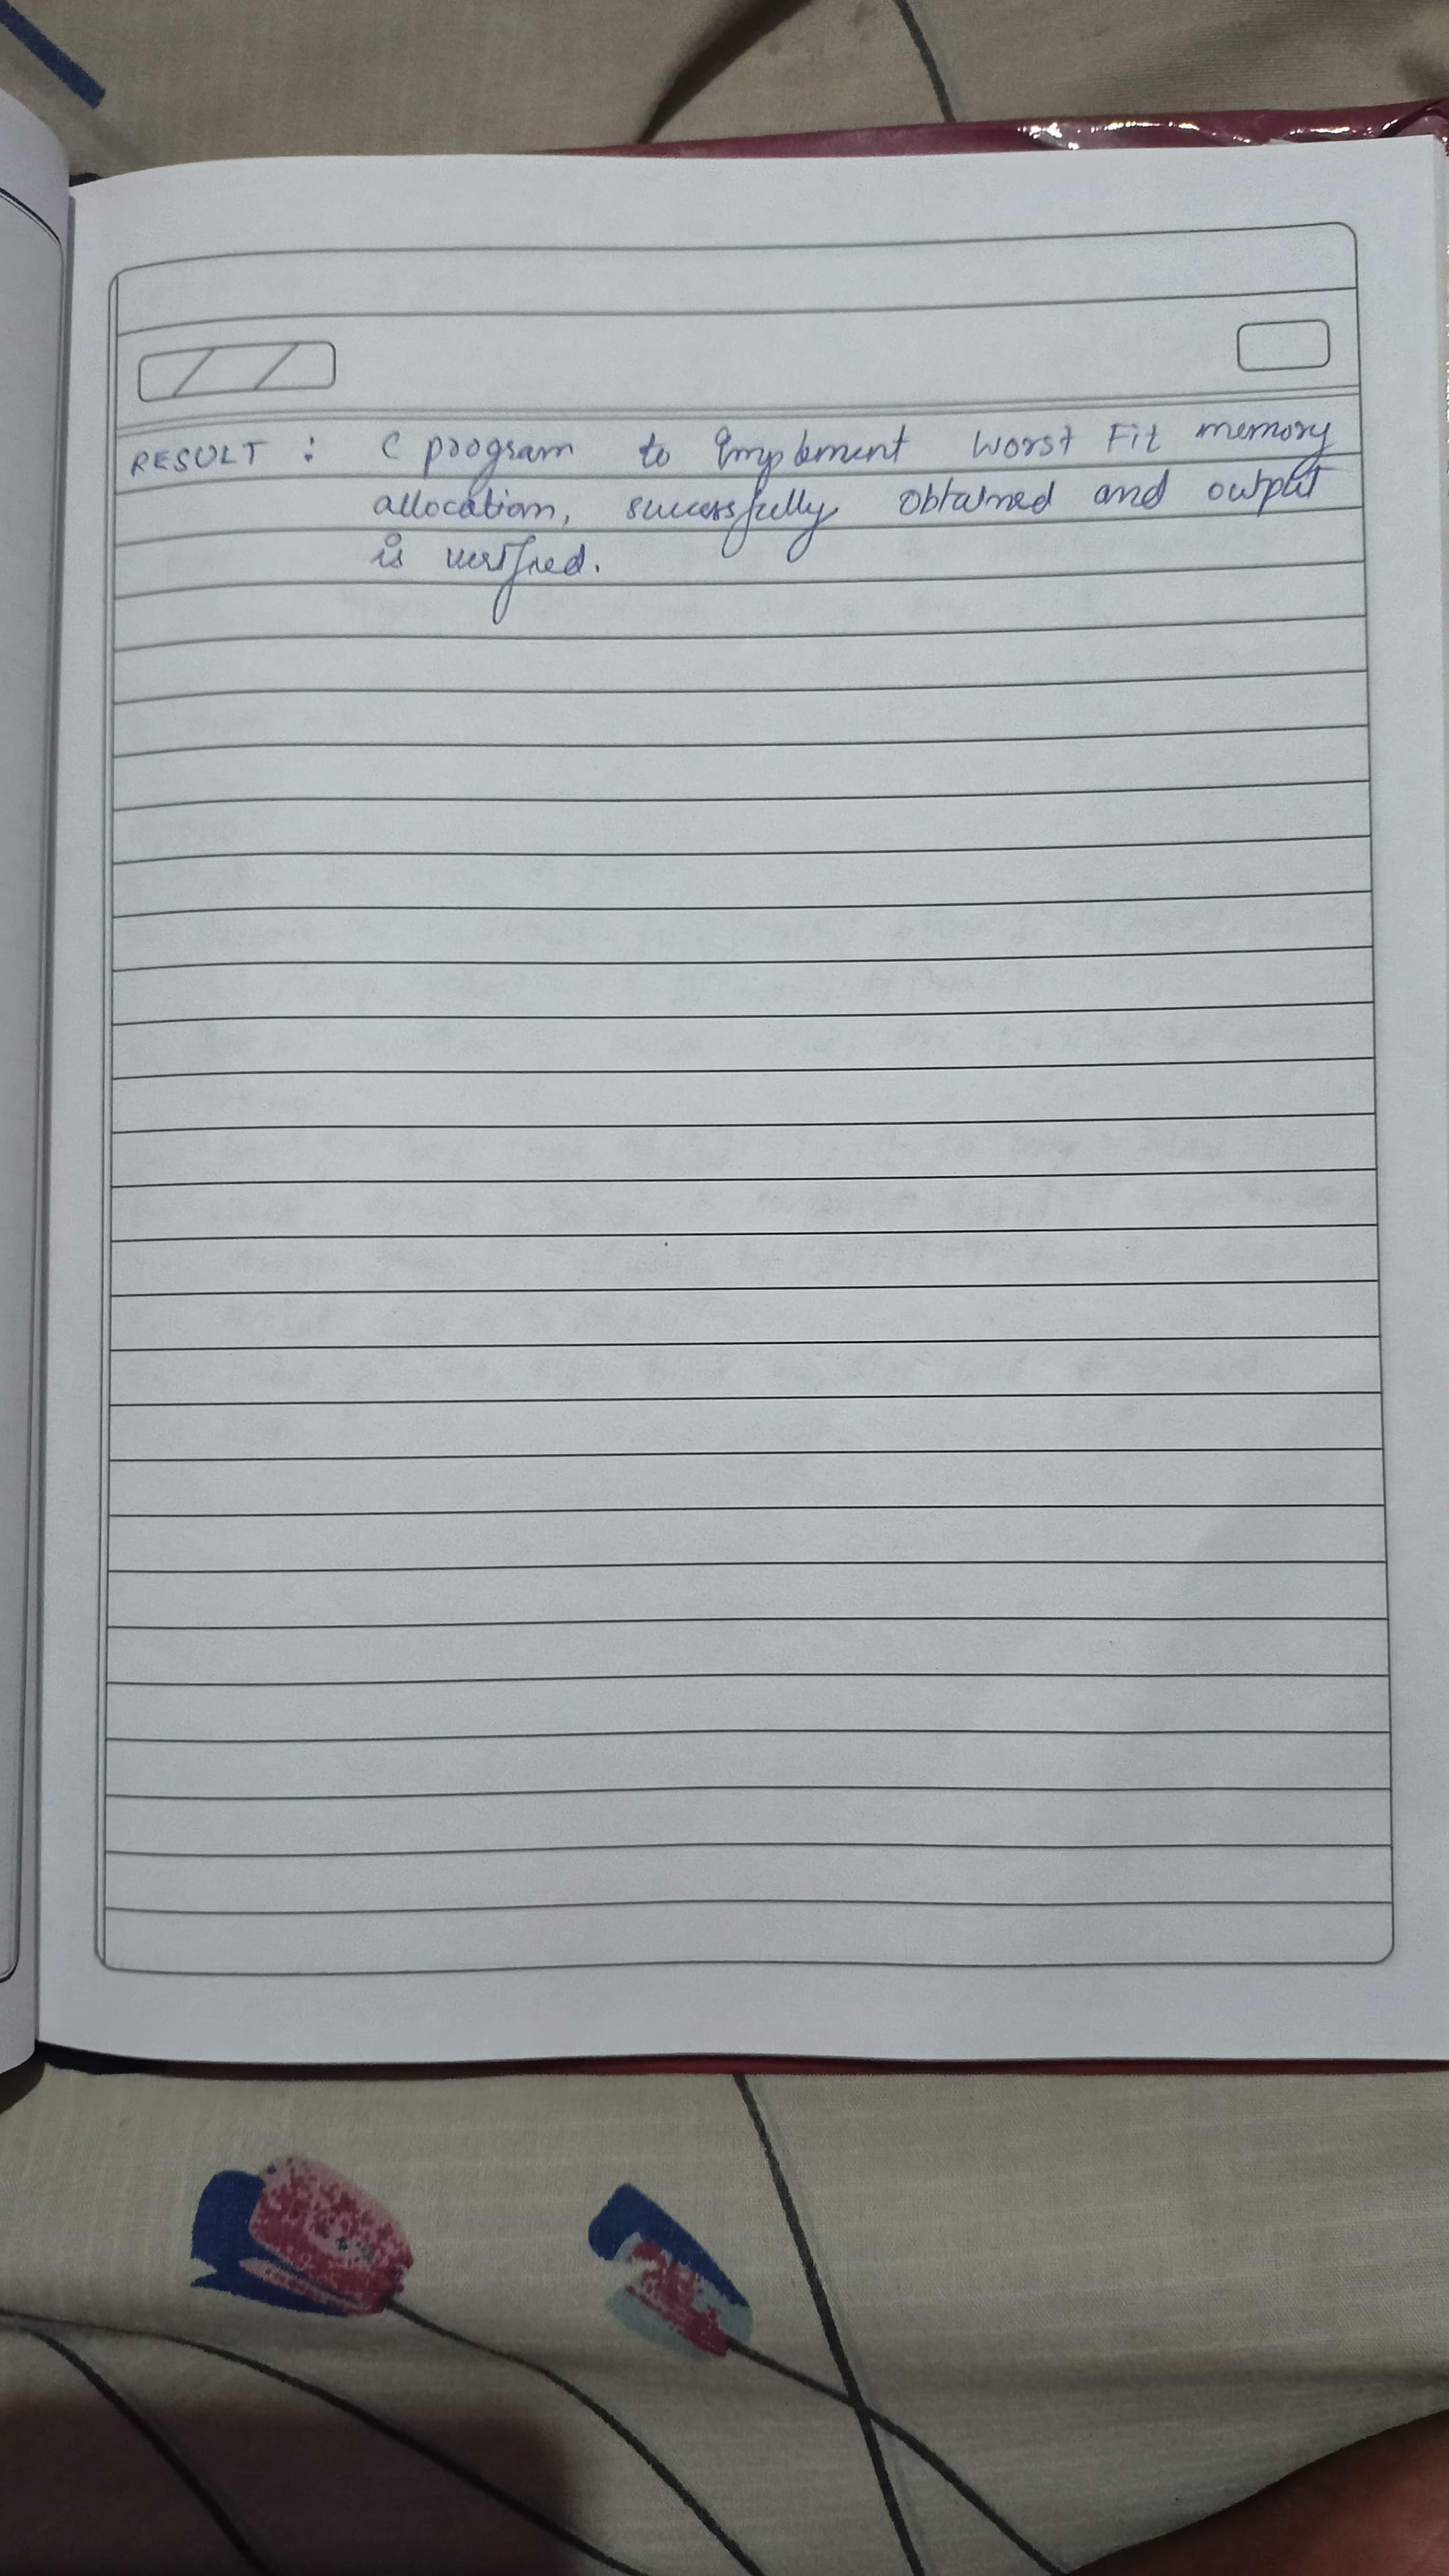 RESULT : C program to implement Worst Fit memory
allocation, successfully obtained and output
is verified.